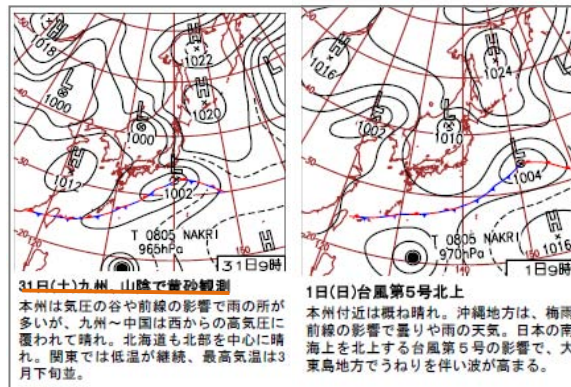 1018
1022
1000
1020
1000
1012
1002
T 0805 NAKRI
965hPa
31日9時
31日(土)九州、山陰で黄砂観測
本州は気圧の谷や前線の影響で雨の所が
多いが、九州～中国は西からの高気圧に
覆われて晴れ。北海道も北部を中心に晴
れ。関東では低温が継続、最高気温は3
月下旬並。
1016
1024
1002
1010
1004
T 0805 NAKRI
970hPa
1016
1日9時
1日(日)台風第5号北上
本州付近は概ね晴れ。沖縄地方は、梅雨
前線の影響で曇りや雨の天気。日本の南
海上を北上する台風第5号の影響で、大
東島地方でうねりを伴い波が高まる。